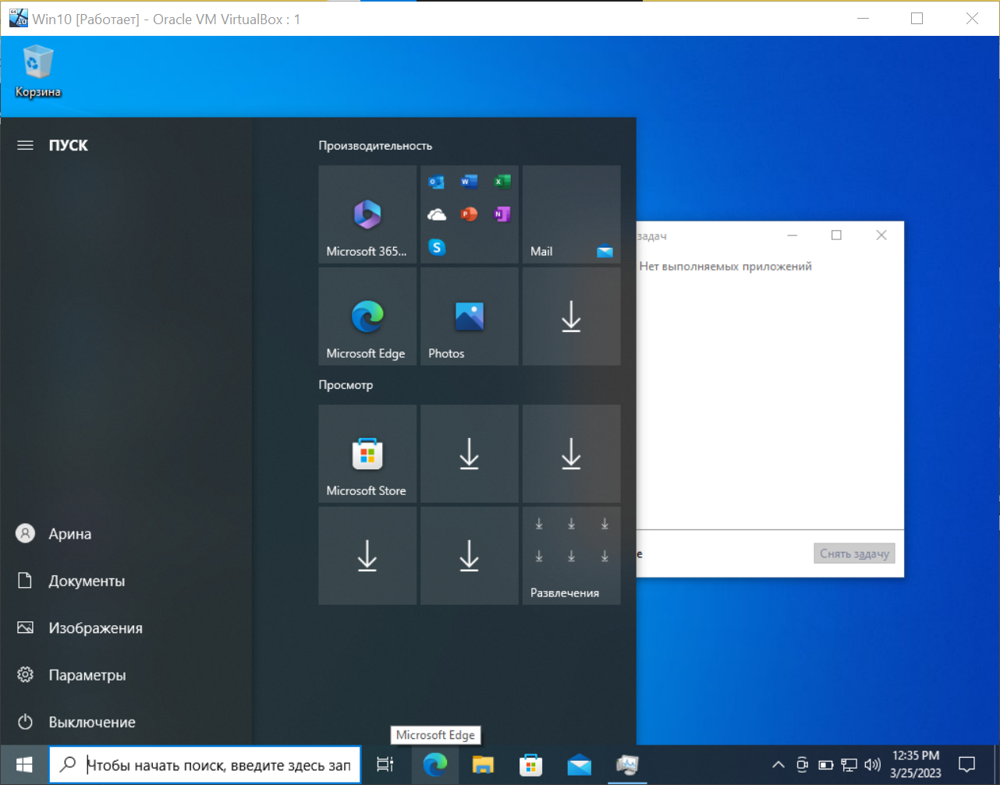 Win10 [Работает] - Oracle VM VirtualBox : 1
Корзина
ПУСК
Производительность
Microsoft 365...
Mail
Microsoft Edge
Photos
Просмотр
Microsoft Store
Развлечения
Арина
Документы
Изображения
Параметры
Выключение
задач
Нет выполняемых приложений
е
Снять задачу
Microsoft Edge
Чтобы начать поиск, введите здесь зап
12:35 PM
3/25/2023